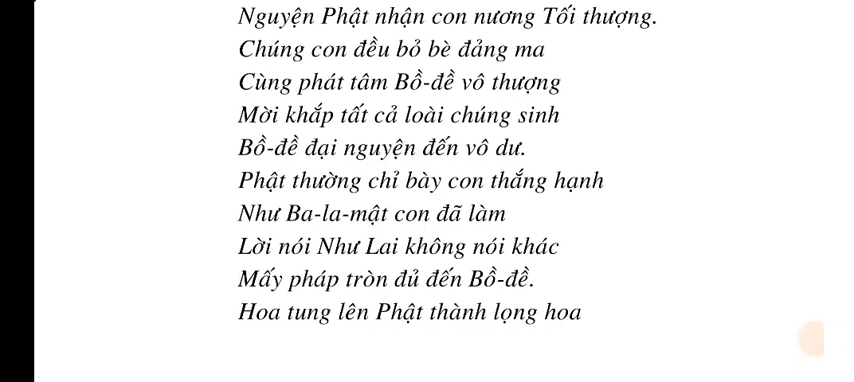 Nguyện Phật nhận con nương Tối thượng.
Chúng con đều bỏ bè đảng ma
Cùng phát tâm Bồ-đề vô thượng
Mời khắp tất cả loài chúng sinh
Bồ-đề đại nguyện đến vô dư.
Phật thường chỉ bày con thắng hạnh
Như Ba-la-mật con đã làm
Lời nói Như Lai không nói khác
Mấy pháp tròn đủ đến Bồ-đề.
Hoa tung lên Phật thành lọng hoa